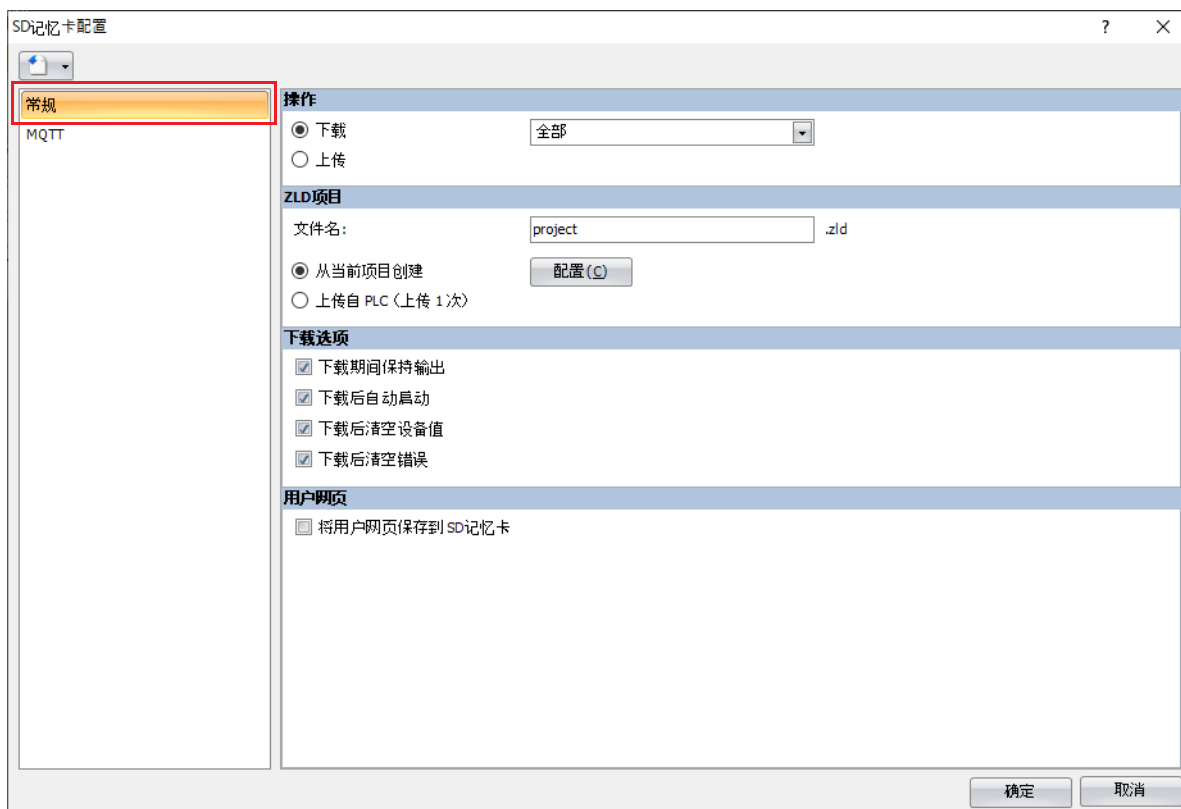 SD记忆卡配置
?
常规
MQTT
操作
下载
全部
上传
ZLD项目
文件名:
project
.zld
从当前项目创建
配置(C)
上传自 PLC (上传 1次)
下载选项
下载期间保持输出
下载后自动启动
下载后清空设备值
下载后清空错误
用户网页
将用户网页保存到 SD记忆卡
确定
取消